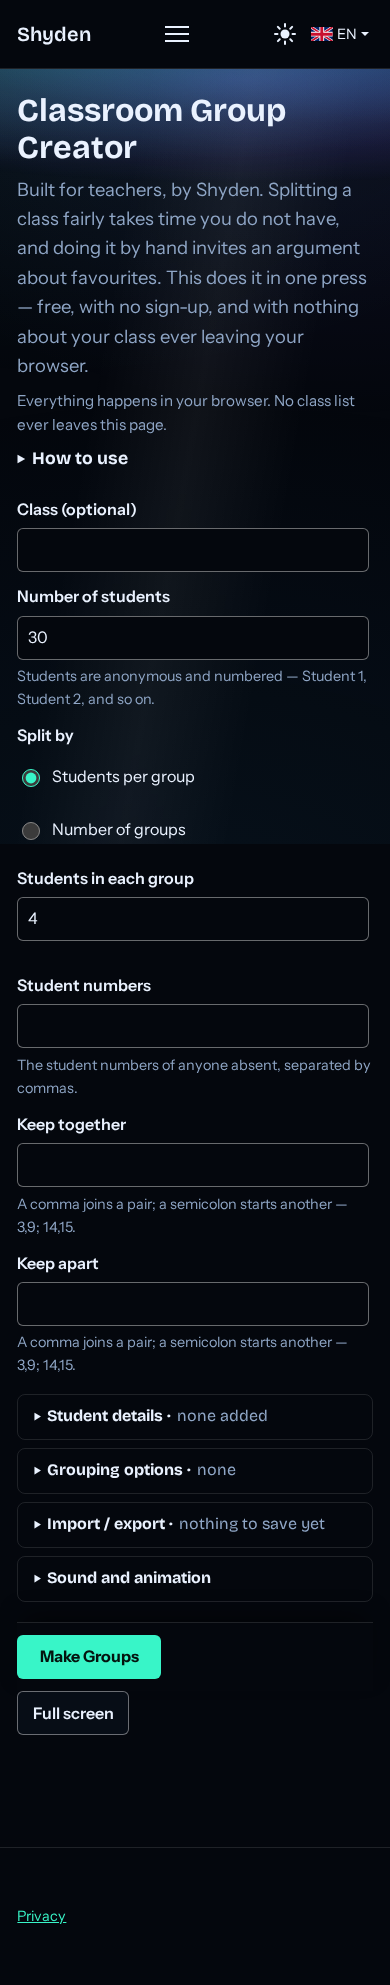 Shyden
EN
Classroom Group
Creator
Built for teachers, by Shyden. Splitting a
class fairly takes time you do not have,
and doing it by hand invites an argument
about favourites. This does it in one press
— free, with no sign-up, and with nothing
about your class ever leaving your
browser.
Everything happens in your browser. No class list
ever leaves this page.
How to use
Class (optional)
Number of students
30
Students are anonymous and numbered — Student 1,
Student 2, and so on.
Split by
Students per group
Number of groups
Students in each group
4
Student numbers
The student numbers of anyone absent, separated by
commas.
Keep together
A comma joins a pair; a semicolon starts another —
3,9; 14,15.
Keep apart
A comma joins a pair; a semicolon starts another —
3,9; 14,15.
Student details · none added
Grouping options · none
Import / export · nothing to save yet
Sound and animation
Make Groups
Full screen
Privacy